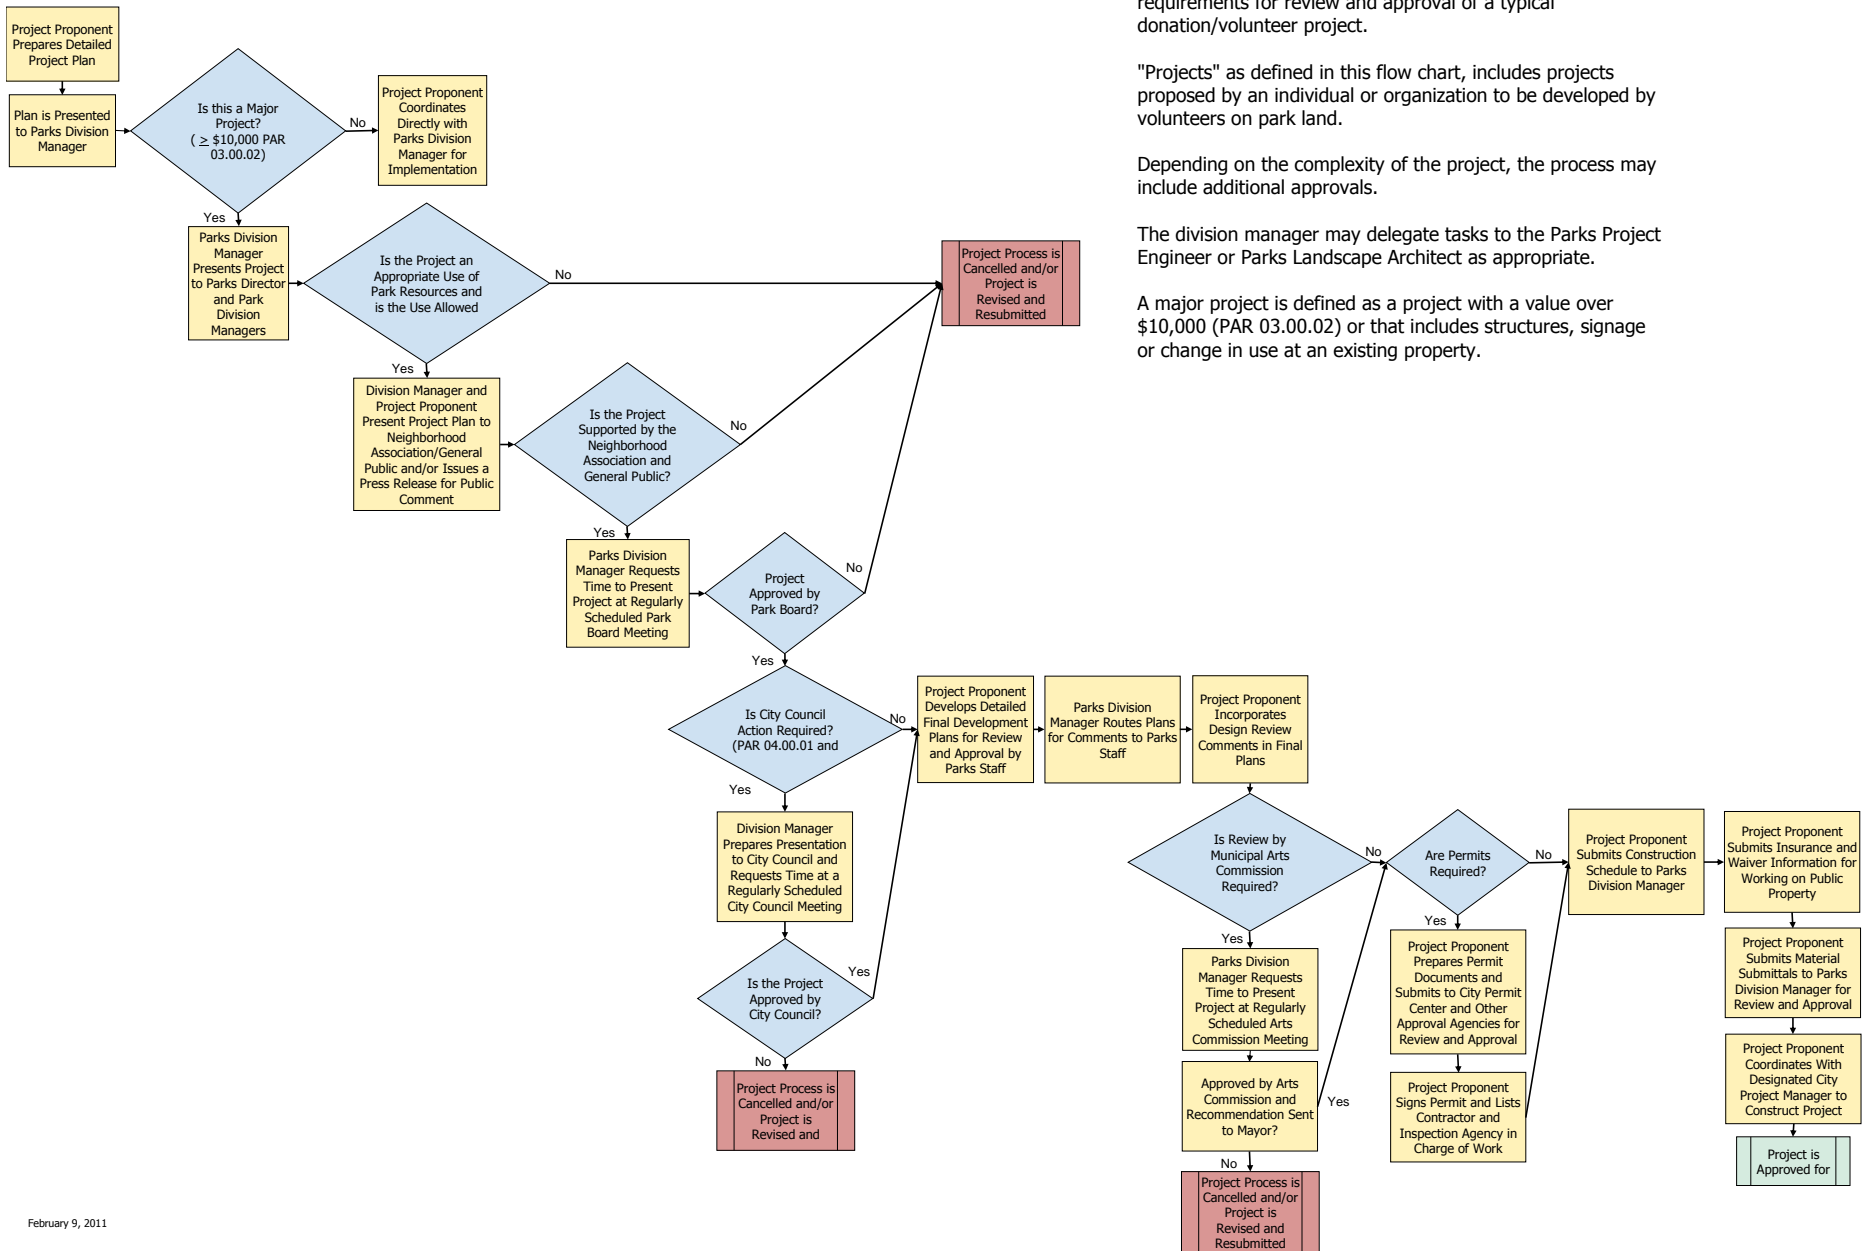 Project Proponent
Prepares Detailed
Project Plan
Plan is Presented
to Parks Division
Manager
Is this a Major
Project?
( ≥ $10,000 PAR
03.00.02)
No
Project Proponent
Coordinates
Directly with
Parks Division
Manager for
Implementation
requirements for review and approval of a typical
donation/volunteer project.
"Projects" as defined in this flow chart, includes projects
proposed by an individual or organization to be developed by
volunteers on park land.
Depending on the complexity of the project, the process may
include additional approvals.
The division manager may delegate tasks to the Parks Project
Engineer or Parks Landscape Architect as appropriate.
A major project is defined as a project with a value over
$10,000 (PAR 03.00.02) or that includes structures, signage
or change in use at an existing property.
Yes
Parks Division
Manager
Presents Project
to Parks Director
and Park
Division
Managers
Is the Project an
Appropriate Use of
Park Resources and
is the Use Allowed
No
Project Process is
Cancelled and/or
Project is
Revised and
Resubmitted
Yes
Division Manager and
Project Proponent
Present Project Plan to
Neighborhood
Association/General
Public and/or Issues a
Press Release for Public
Comment
Is the Project
Supported by the
Neighborhood
Association and
General Public?
No
Yes
Parks Division
Manager Requests
Time to Present
Project at Regularly
Scheduled Park
Board Meeting
Project
Approved by
Park Board?
No
Yes
Is City Council
Action Required?
(PAR 04.00.01 and
No
Project Proponent
Develops Detailed
Final Development
Plans for Review
and Approval by
Parks Staff
Parks Division
Manager Routes Plans
for Comments to Parks
Staff
Project Proponent
Incorporates
Design Review
Comments in Final
Plans
Yes
Division Manager
Prepares Presentation
to City Council and
Requests Time at a
Regularly Scheduled
City Council Meeting
Is the Project
Approved by
City Council?
Yes
No
Project Process is
Cancelled and/or
Project is
Revised and
Is Review by
Municipal Arts
Commission
Required?
No
Yes
Parks Division
Manager Requests
Time to Present
Project at Regularly
Scheduled Arts
Commission Meeting
Approved by Arts
Commission and
Recommendation Sent
to Mayor?
Yes
No
Project Process is
Cancelled and/or
Project is
Revised and
Resubmitted
Are Permits
Required?
No
Yes
Project Proponent
Prepares Permit
Documents and
Submits to City Permit
Center and Other
Approval Agencies for
Review and Approval
Project Proponent
Signs Permit and Lists
Contractor and
Inspection Agency in
Charge of Work
Project Proponent
Submits Construction
Schedule to Parks
Division Manager
Project Proponent
Submits Insurance and
Waiver Information for
Working on Public
Property
Project Proponent
Submits Material
Submittals to Parks
Division Manager for
Review and Approval
Project Proponent
Coordinates With
Designated City
Project Manager to
Construct Project
Project is
Approved for
February 9, 2011